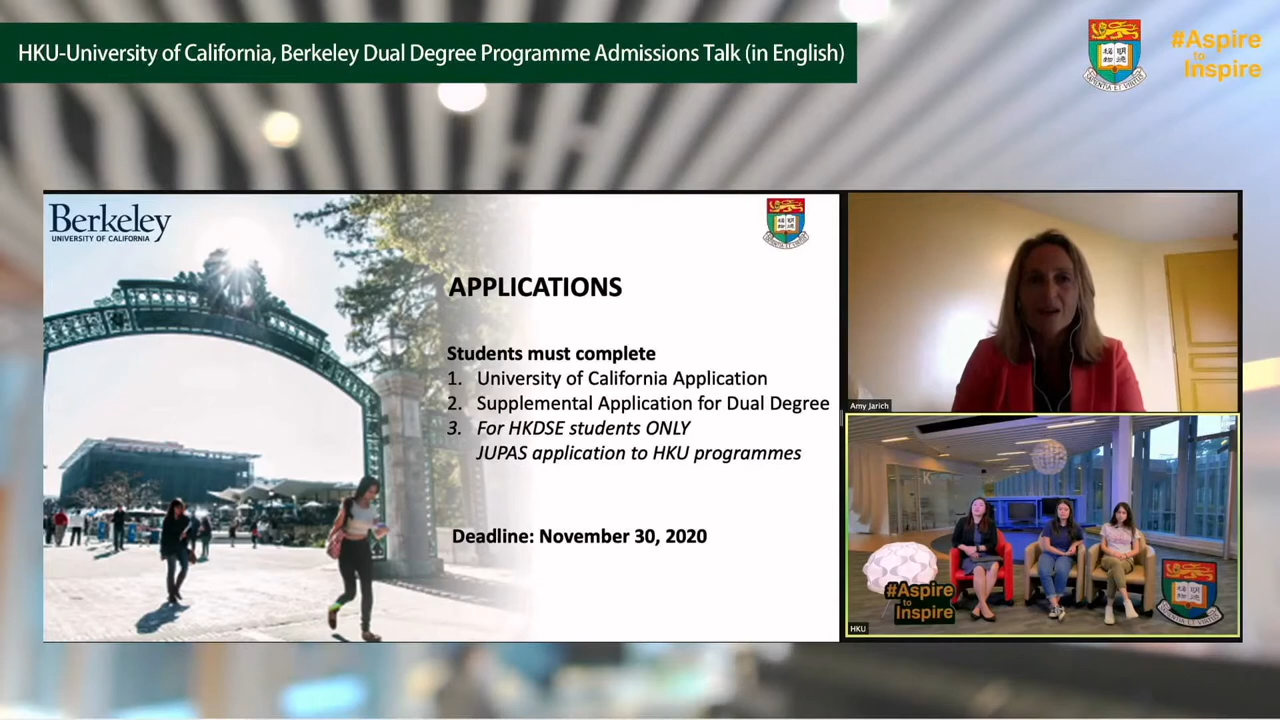 HKU-University of California, Berkeley Dual Degree Programme Admissions Talk (in English)
#Aspire
to
Inspire
Berkeley
UNIVERSITY OF CALIFORNIA
APPLICATIONS
Students must complete
1. University of California Application
2. Supplemental Application for Dual Degree
3. For HKDSE students ONLY
JUPAS application to HKU programmes
Deadline: November 30, 2020
Amy Jarich
#Aspire
to
Inspire
HKU